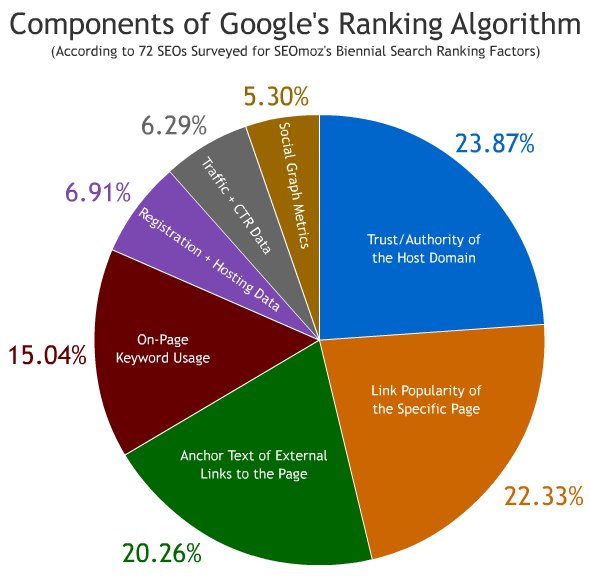 Components of Google's Ranking Algorithm
(According to 72 SEOs Surveyed for SEOmoz's Biennial Search Ranking Factors)
5.30%
6.29%
23.87%
6.91%
Social Graph Metrics
Traffic + CTR Data
Registration + Hosting Data
Trust/Authority of
the Host Domain
On-Page
Keyword Usage
15.04%
Link Popularity of
the Specific Page
Anchor Text of External
Links to the Page
22.33%
20.26%